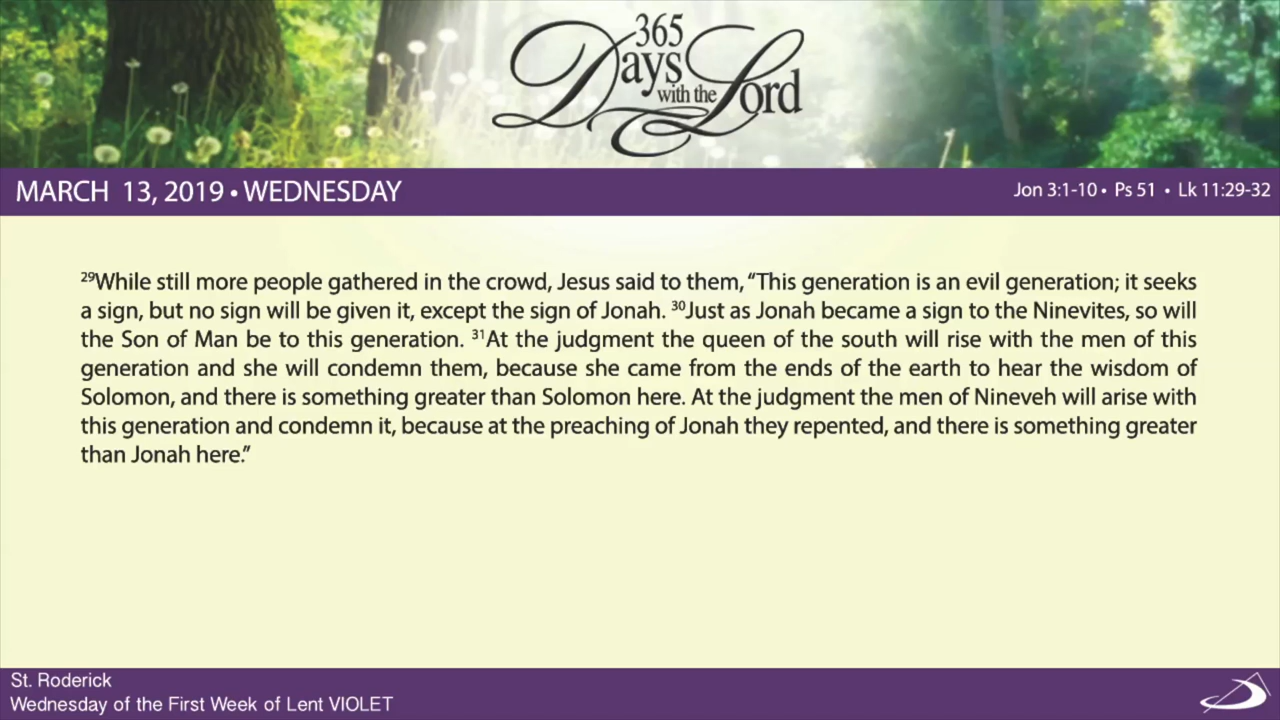 365
Days
with the Lord
MARCH 13, 2019 • WEDNESDAY
Jon 3:1-10 • Ps 51 • Lk 11:29-32
²⁹While still more people gathered in the crowd, Jesus said to them, “This generation is an evil generation; it seeks
a sign, but no sign will be given it, except the sign of Jonah. ³⁰Just as Jonah became a sign to the Ninevites, so will
the Son of Man be to this generation. ³¹At the judgment the queen of the south will rise with the men of this
generation and she will condemn them, because she came from the ends of the earth to hear the wisdom of
Solomon, and there is something greater than Solomon here. At the judgment the men of Nineveh will arise with
this generation and condemn it, because at the preaching of Jonah they repented, and there is something greater
than Jonah here.”
St. Roderick
Wednesday of the First Week of Lent VIOLET